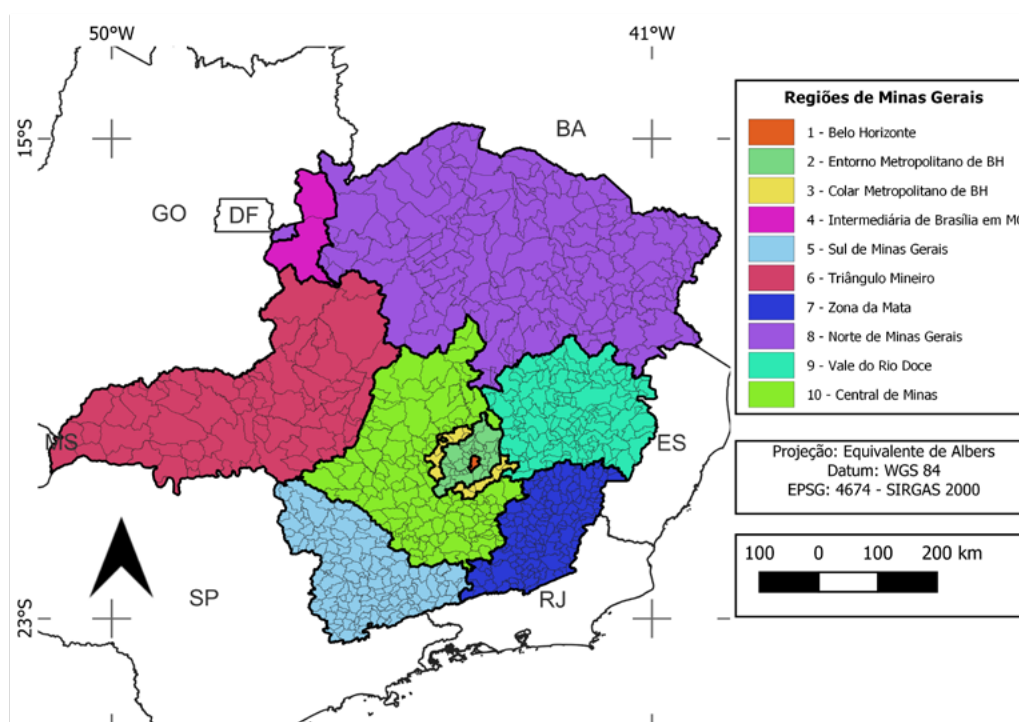 50°W
41°W
15°S
23°S
BA
GO
DF
MS
ES
SP
RJ
Regiões de Minas Gerais
1 - Belo Horizonte
2 - Entorno Metropolitano de BH
3 - Colar Metropolitano de BH
4 - Intermediária de Brasília em M
5 - Sul de Minas Gerais
6 - Triângulo Mineiro
7 - Zona da Mata
8 - Norte de Minas Gerais
9 - Vale do Rio Doce
10 - Central de Minas
Projeção: Equivalente de Albers
Datum: WGS 84
EPSG: 4674 - SIRGAS 2000
100 0 100 200 km